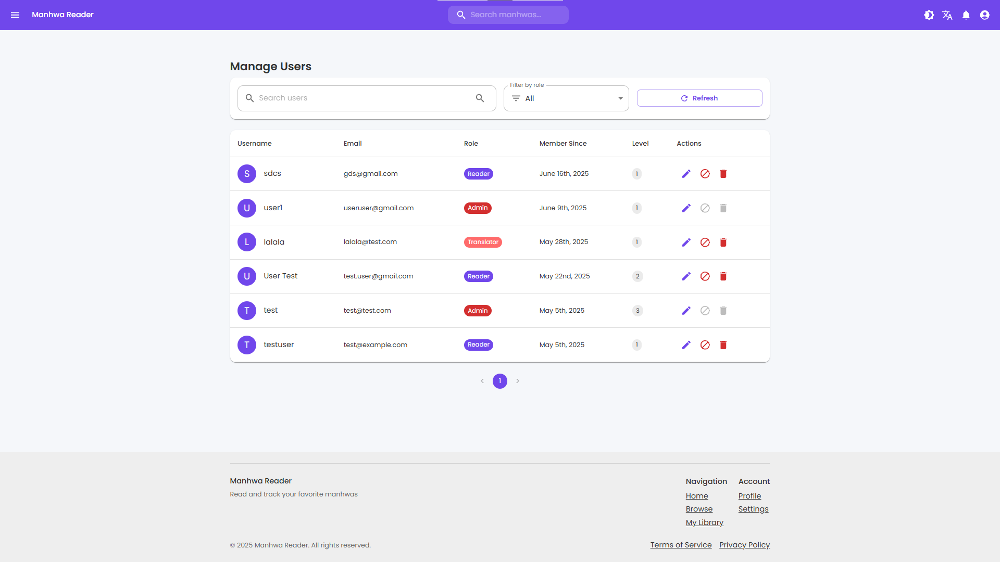 Manhwa Reader
Search manhwas...
Manage Users
Search users
Filter by role
All
Refresh
Username Email Role Member Since Level Actions
S sdcs gds@gmail.com Reader June 16th, 2025 1
U user1 useruser@gmail.com Admin June 9th, 2025 1
L lalala lalala@test.com Translator May 28th, 2025 1
U User Test test.user@gmail.com Reader May 22nd, 2025 2
T test test@test.com Admin May 5th, 2025 3
T testuser test@example.com Reader May 5th, 2025 1
1
Manhwa Reader
Read and track your favorite manhwas
Navigation
Home
Browse
My Library
Account
Profile
Settings
© 2025 Manhwa Reader. All rights reserved.
Terms of Service Privacy Policy